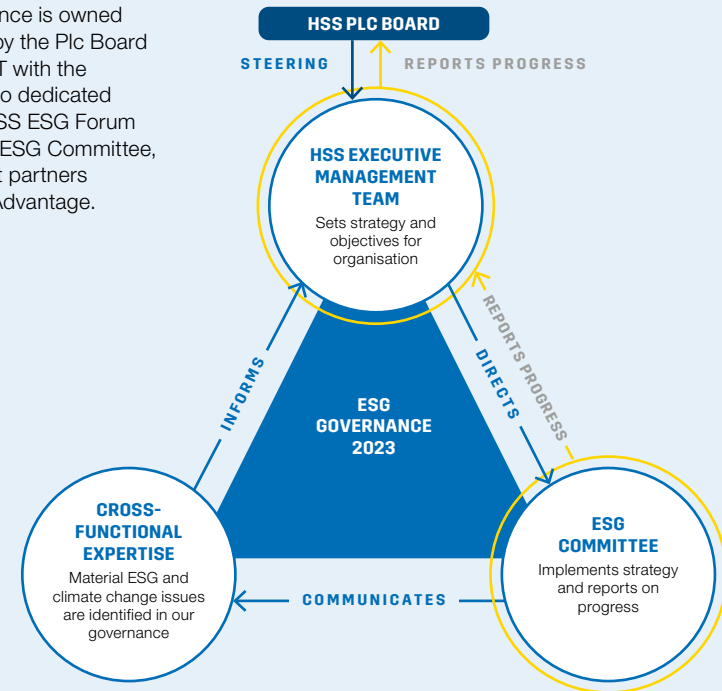 nce is owned
by the Plc Board
T with the
o dedicated
SS ESG Forum
ESG Committee,
t partners
Advantage.
HSS PLC BOARD
STEERING
REPORTS PROGRESS
HSS EXECUTIVE
MANAGEMENT
TEAM
Sets strategy and
objectives for
organisation
INFORMS
DIRECTS
REPORTS PROGRESS
ESG
GOVERNANCE
2023
CROSS-
FUNCTIONAL
EXPERTISE
Material ESG and
climate change issues
are identified in our
governance
COMMUNICATES
ESG
COMMITTEE
Implements strategy
and reports on
progress